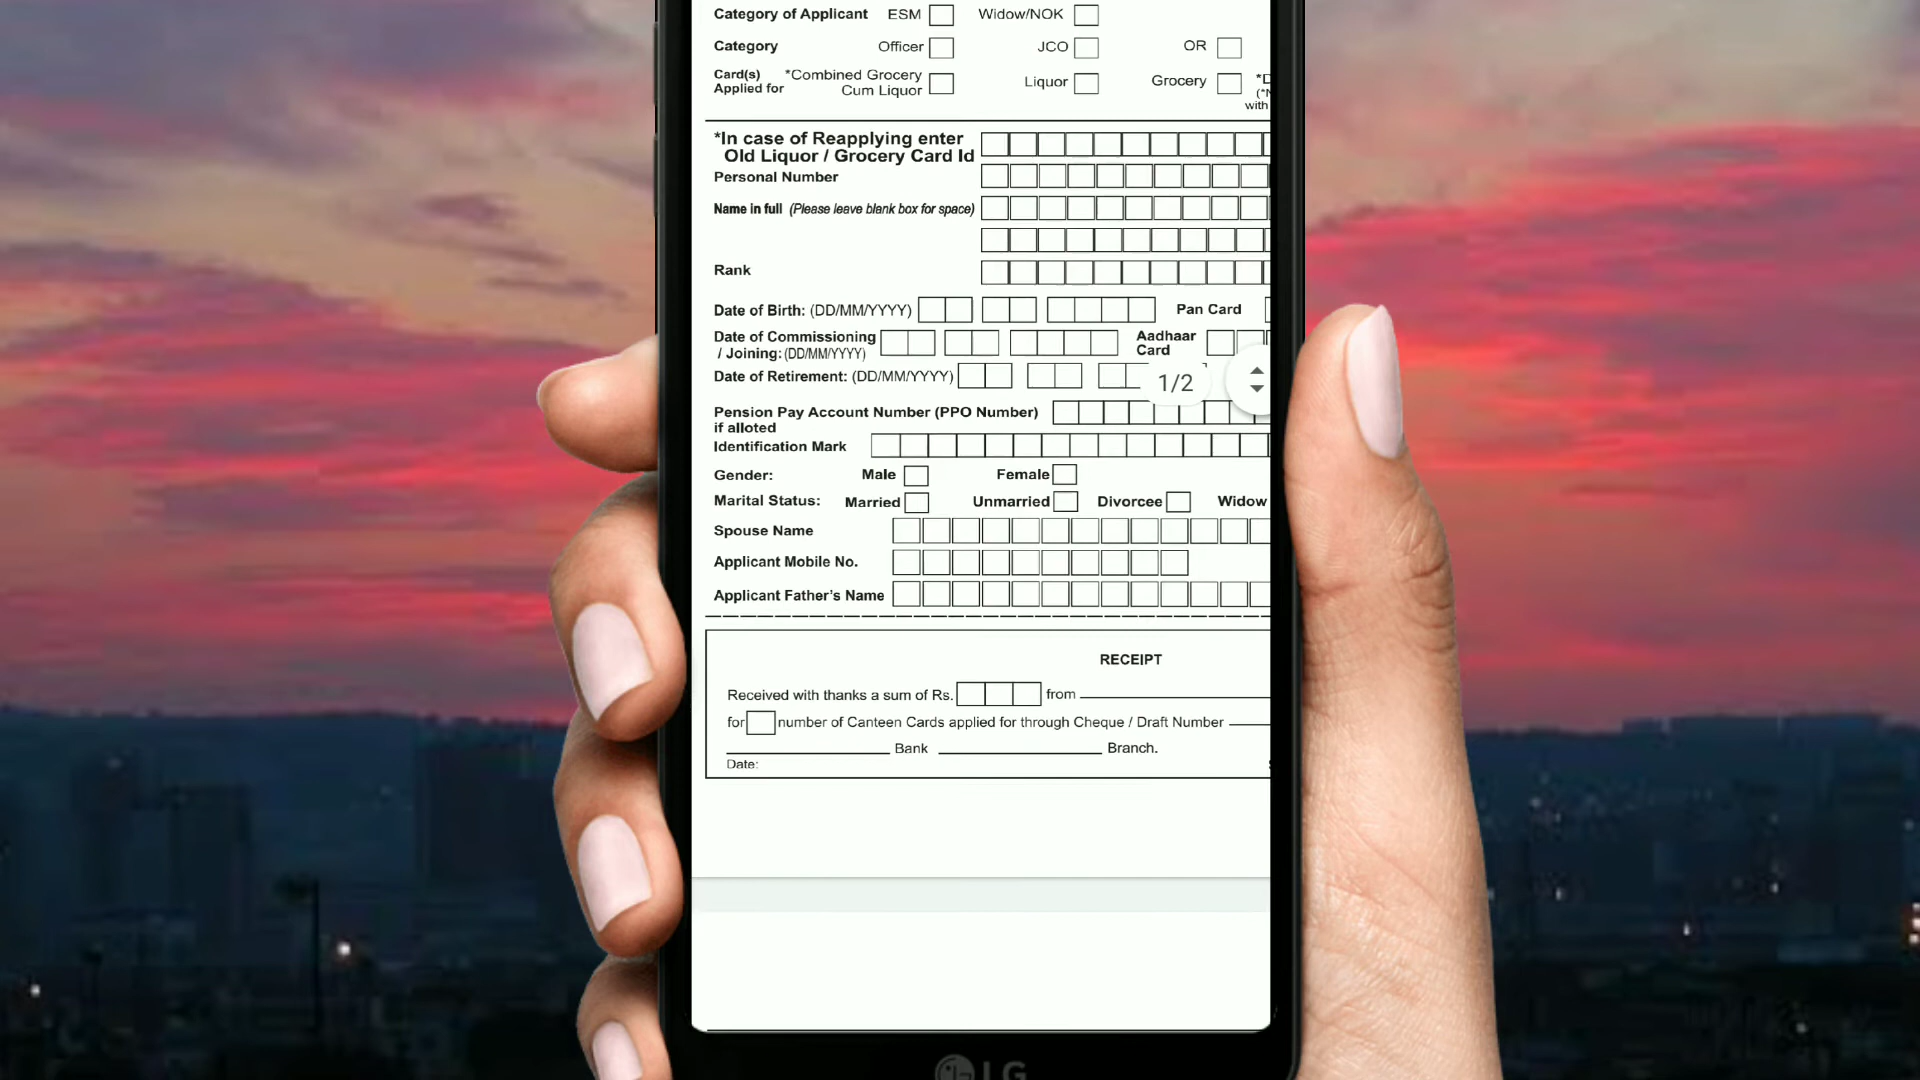 Category of Applicant ESM Widow/NOK
Category Officer JCO OR
Card(s) *Combined Grocery Liquor Grocery
Applied for Cum Liquor
with
*In case of Reapplying enter
Old Liquor / Grocery Card Id
Personal Number
Name in full (Please leave blank box for space)
Rank
Date of Birth: (DD/MM/YYYY) Pan Card
Date of Commissioning Aadhaar
/ Joining: (DD/MM/YYYY) Card
Date of Retirement: (DD/MM/YYYY) 1/2
Pension Pay Account Number (PPO Number)
if alloted
Identification Mark
Gender: Male Female
Marital Status: Married Unmarried Divorcee Widow
Spouse Name
Applicant Mobile No.
Applicant Father's Name
RECEIPT
Received with thanks a sum of Rs. from
for number of Canteen Cards applied for through Cheque / Draft Number
Bank Branch.
Date:
LG